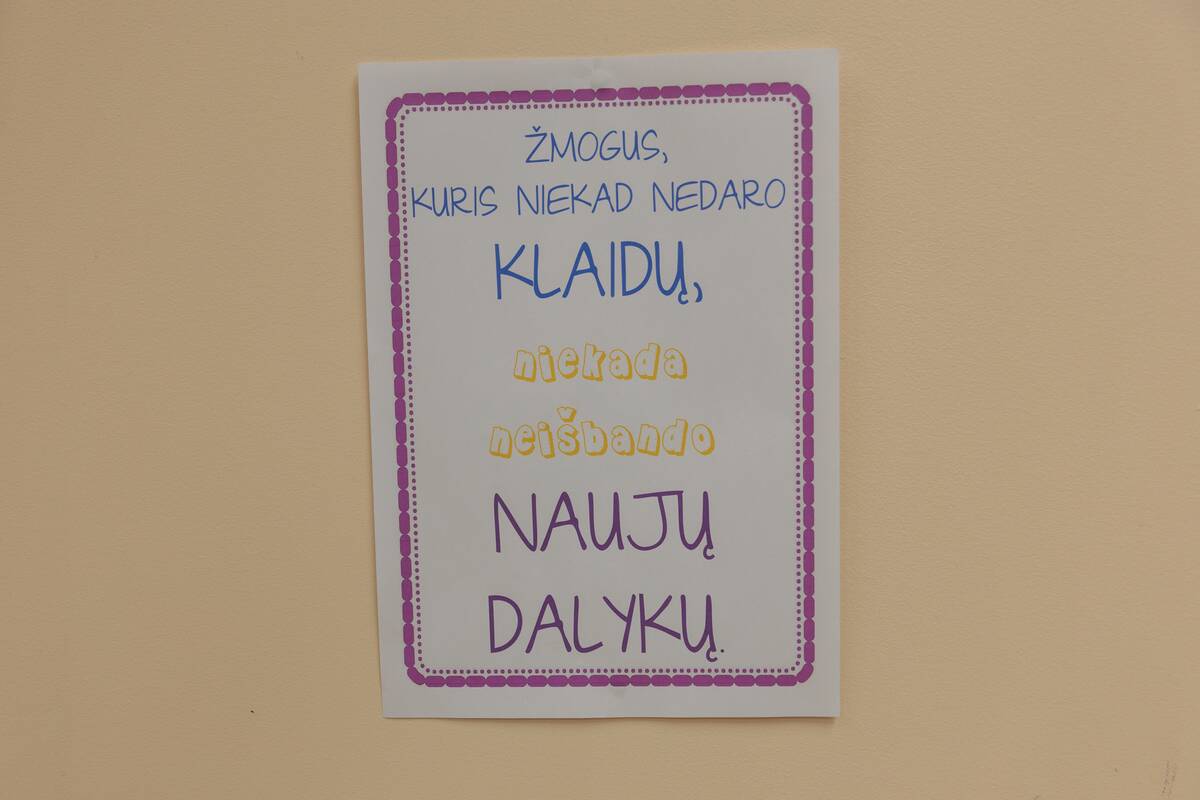 ŽMOGUS,
KURIS NIEKAD NEDARO
KLAIDŲ,
niekada
neišbando
NAUJŲ
DALYKŲ.